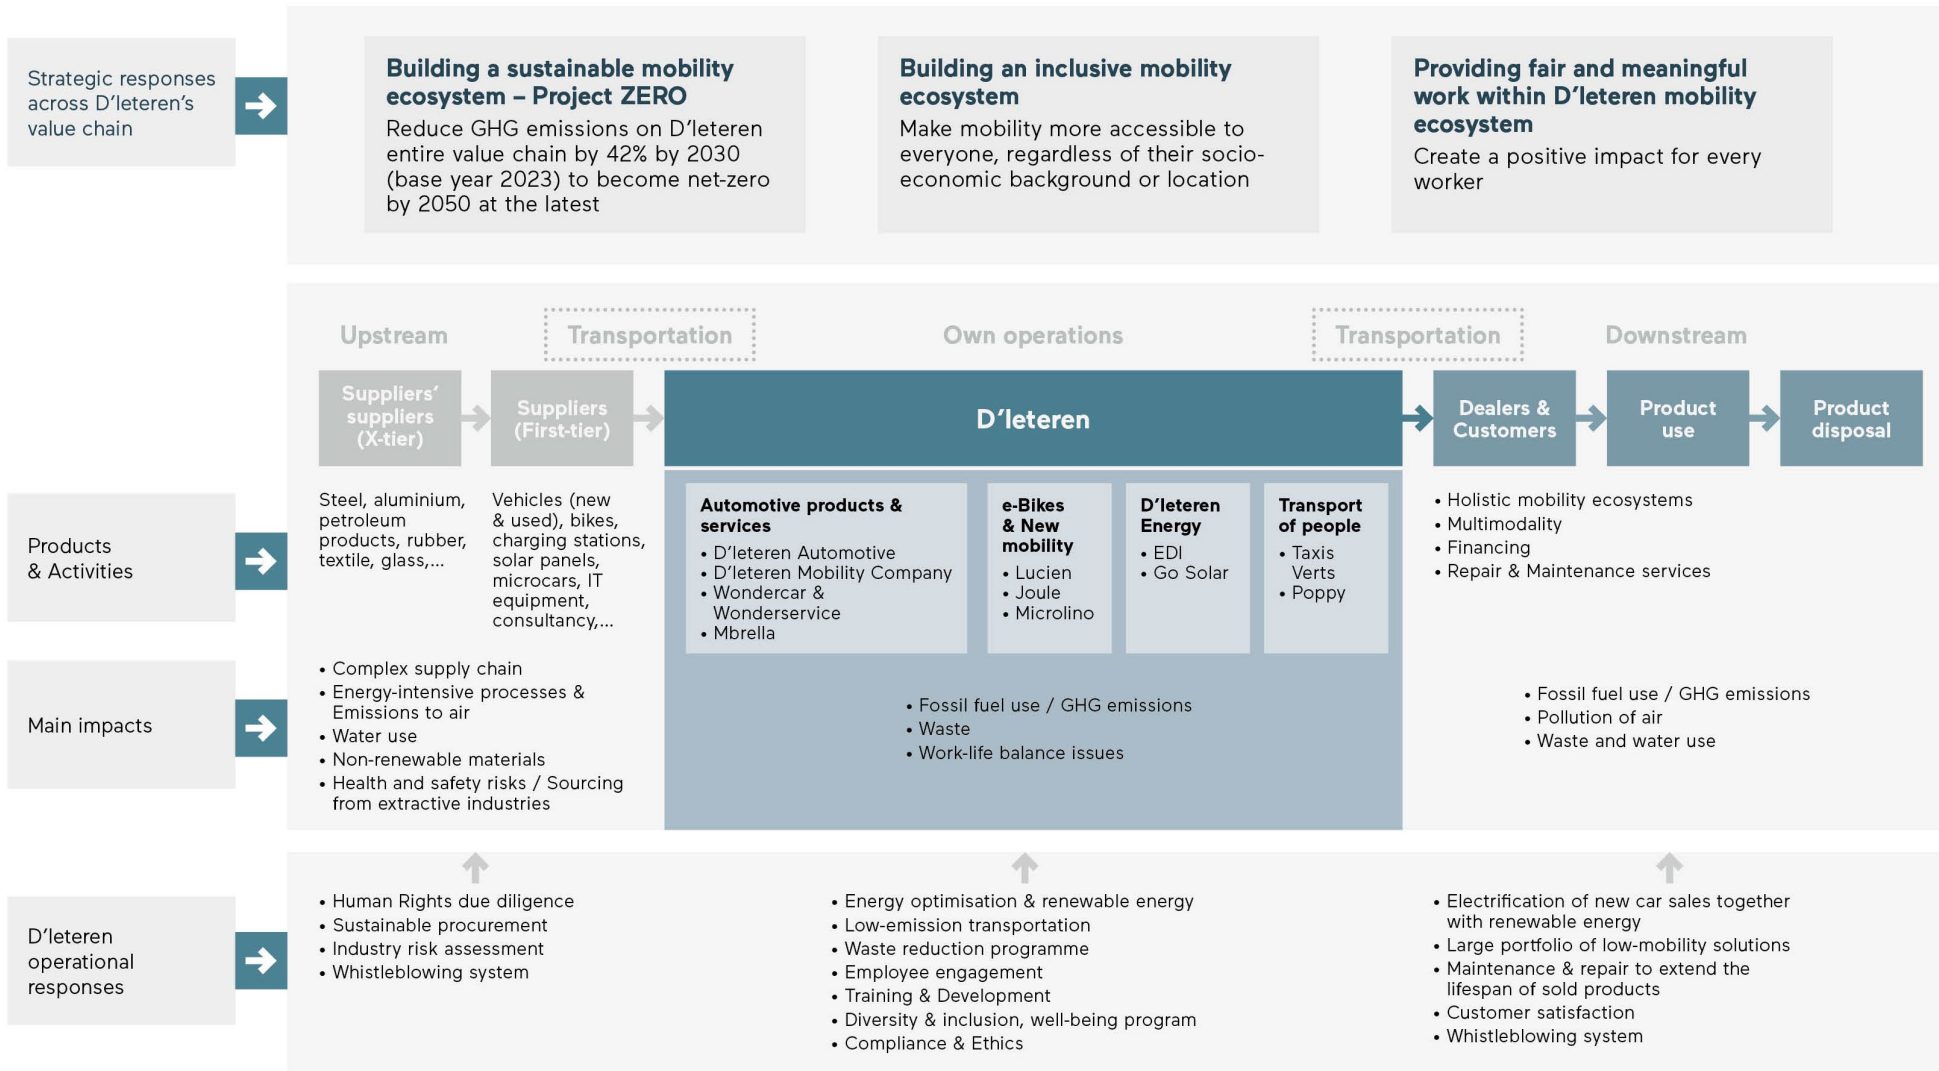 Strategic responses
across D'leteren's
value chain
Building a sustainable mobility
ecosystem – Project ZERO
Reduce GHG emissions on D'leteren
entire value chain by 42% by 2030
(base year 2023) to become net-zero
by 2050 at the latest
Building an inclusive mobility
ecosystem
Make mobility more accessible to
everyone, regardless of their socio-
economic background or location
Providing fair and meaningful
work within D'leteren mobility
ecosystem
Create a positive impact for every
worker
Upstream
Transportation
Own operations
Transportation
Downstream
Suppliers'
suppliers
(X-tier)
Suppliers
(First-tier)
D'leteren
Dealers &
Customers
Product
use
Product
disposal
Products
& Activities
Steel, aluminium,
petroleum
products, rubber,
textile, glass,...
Vehicles (new
& used), bikes,
charging stations,
solar panels,
microcars, IT
equipment,
consultancy,...
Automotive products &
services
• D'leteren Automotive
• D'leteren Mobility Company
• Wondercar &
Wonderservice
• Mbrella
e-Bikes
& New
mobility
• Lucien
• Joule
• Microlino
D'leteren
Energy
• EDI
• Go Solar
Transport
of people
• Taxis
Verts
• Poppy
• Holistic mobility ecosystems
• Multimodality
• Financing
• Repair & Maintenance services
Main impacts
• Complex supply chain
• Energy-intensive processes &
Emissions to air
• Water use
• Non-renewable materials
• Health and safety risks / Sourcing
from extractive industries
• Fossil fuel use / GHG emissions
• Waste
• Work-life balance issues
• Fossil fuel use / GHG emissions
• Pollution of air
• Waste and water use
D'leteren
operational
responses
• Human Rights due diligence
• Sustainable procurement
• Industry risk assessment
• Whistleblowing system
• Energy optimisation & renewable energy
• Low-emission transportation
• Waste reduction programme
• Employee engagement
• Training & Development
• Diversity & inclusion, well-being program
• Compliance & Ethics
• Electrification of new car sales together
with renewable energy
• Large portfolio of low-mobility solutions
• Maintenance & repair to extend the
lifespan of sold products
• Customer satisfaction
• Whistleblowing system